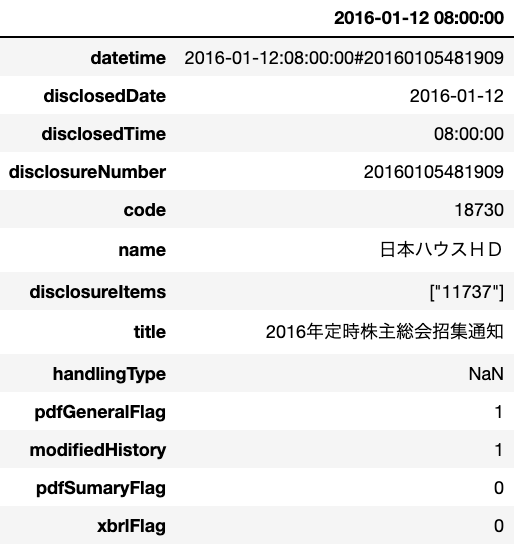 2016-01-12 08:00:00
datetime 2016-01-12:08:00:00#20160105481909
disclosedDate 2016-01-12
disclosedTime 08:00:00
disclosureNumber 20160105481909
code 18730
name 日本ハウスＨＤ
disclosureItems ["11737"]
title 2016年定時株主総会招集通知
handlingType NaN
pdfGeneralFlag 1
modifiedHistory 1
pdfSumaryFlag 0
xbrlFlag 0